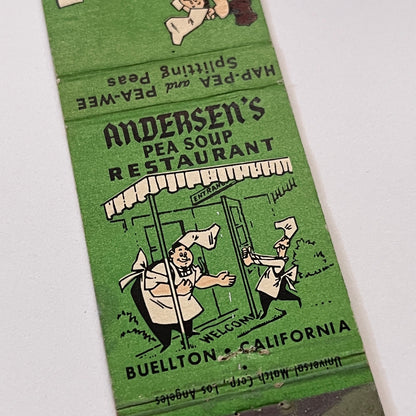 HAP-PEA and PEA-WEE
Splitting Peas
ANDERSEN'S
PEA SOUP
RESTAURANT
ENTRANCE
WELCOME
BUELLTON • CALIFORNIA
Universal Match Corp., Los Angeles